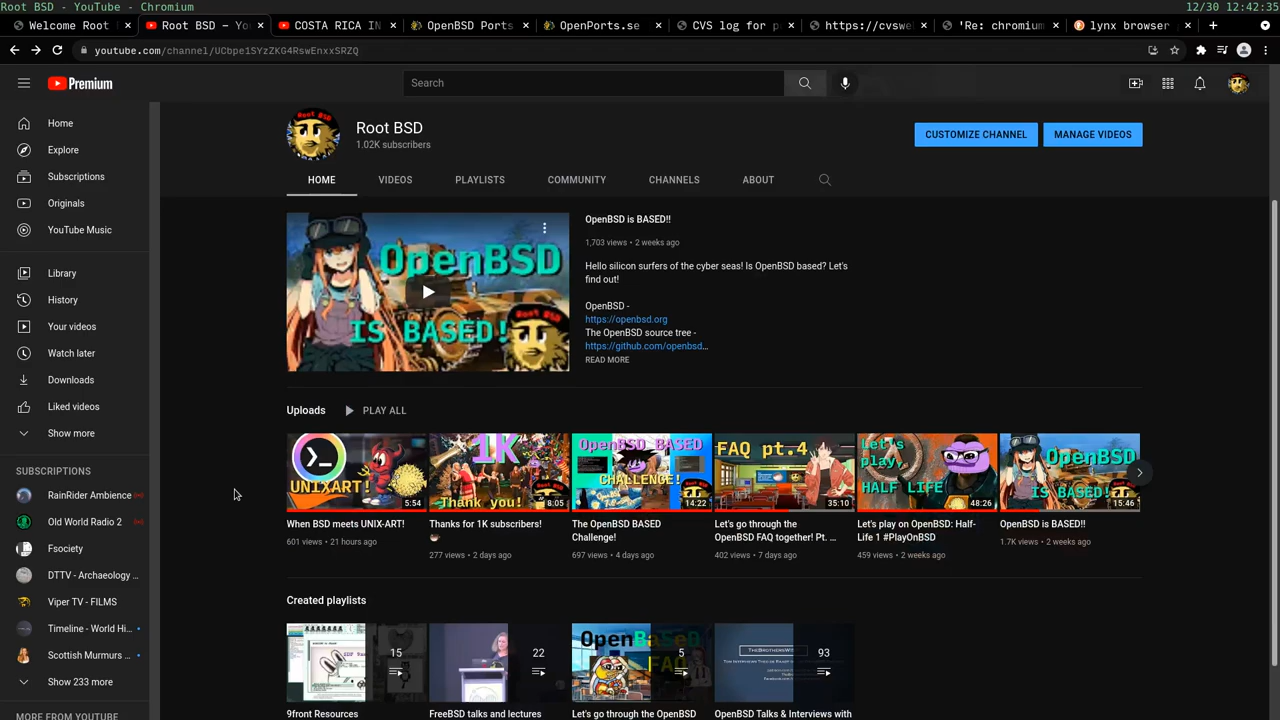 Root BSD - YouTube - Chromium
12/30 12:42:35
Welcome Root
Root BSD — Yo
COSTA RICA IN
OpenBSD Ports
OpenPorts.se
CVS log for p
https://cvswe
'Re: chromium
lynx browser
youtube.com/channel/UCbpe1SYzZKG4RswEnxxSRZQ
Premium
Search
Home
Explore
Subscriptions
Originals
YouTube Music
Library
History
Your videos
Watch later
Downloads
Liked videos
Show more
SUBSCRIPTIONS
RainRider Ambience
Old World Radio 2
Fsociety
DTTV - Archaeology ...
Viper TV - FILMS
Timeline - World Hi...
Scottish Murmurs ...
MORE FROM YOUTUBE
Root BSD
1.02K subscribers
CUSTOMIZE CHANNEL
MANAGE VIDEOS
HOME
VIDEOS
PLAYLISTS
COMMUNITY
CHANNELS
ABOUT
OpenBSD
IS BASED!
Root BSD
OpenBSD is BASED!!
1,703 views • 2 weeks ago
Hello silicon surfers of the cyber seas! Is OpenBSD based? Let's
find out!
OpenBSD -
https://openbsd.org
The OpenBSD source tree -
https://github.com/openbsd...
READ MORE
Uploads
PLAY ALL
UNIXART!
5:54
When BSD meets UNIX-ART!
601 views • 21 hours ago
1K
Thank you!
8:05
Thanks for 1K subscribers!
277 views • 2 days ago
OpenBSD BASED
CHALLENGE!
14:22
The OpenBSD BASED
Challenge!
697 views • 4 days ago
FAQ pt.4
35:10
Let's go through the
OpenBSD FAQ together! Pt. ...
402 views • 7 days ago
Let's
play,
HALF LIFE
48:26
Let's play on OpenBSD: Half-
Life 1 #PlayOnBSD
459 views • 2 weeks ago
OpenBSD
IS BASED!
15:46
OpenBSD is BASED!!
1.7K views • 2 weeks ago
Created playlists
15
9front Resources
22
FreeBSD talks and lectures
OpenBaSeD
FAQ
5
Let's go through the OpenBSD
93
OpenBSD Talks & Interviews with